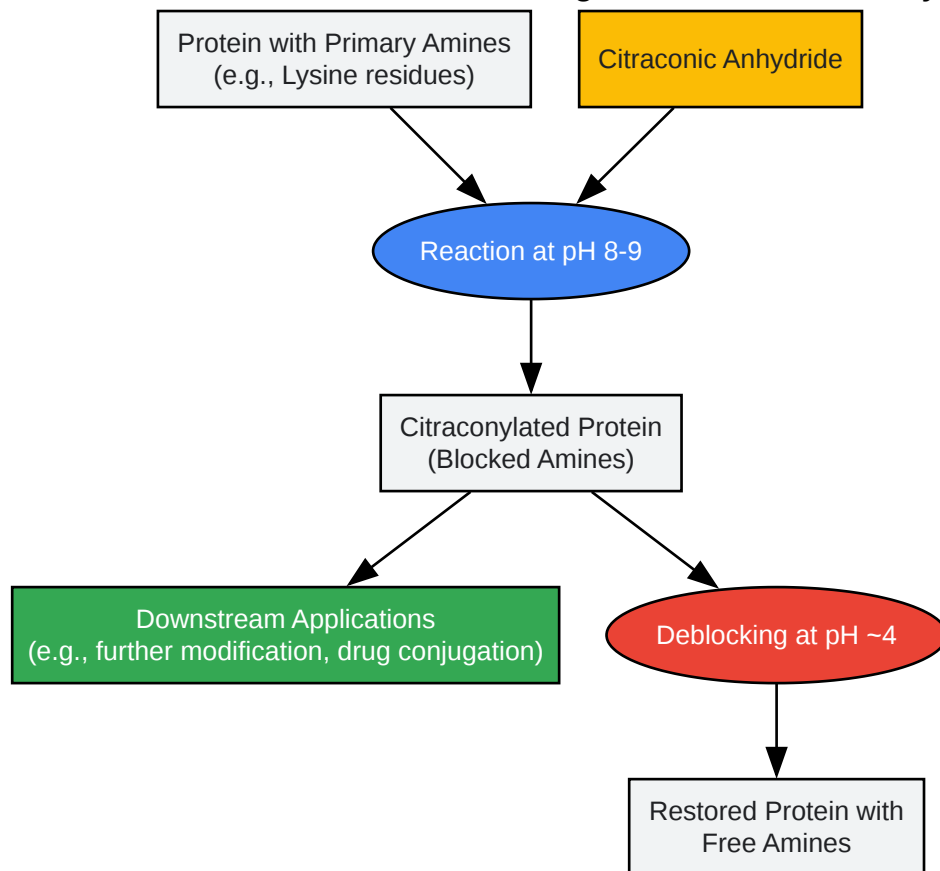 Protein with Primary Amines
(e.g., Lysine residues)
Citraconic Anhydride
Reaction at pH 8-9
Citraconylated Protein
(Blocked Amines)
Downstream Applications
(e.g., further modification, drug conjugation)
Deblocking at pH ~4
Restored Protein with
Free Amines